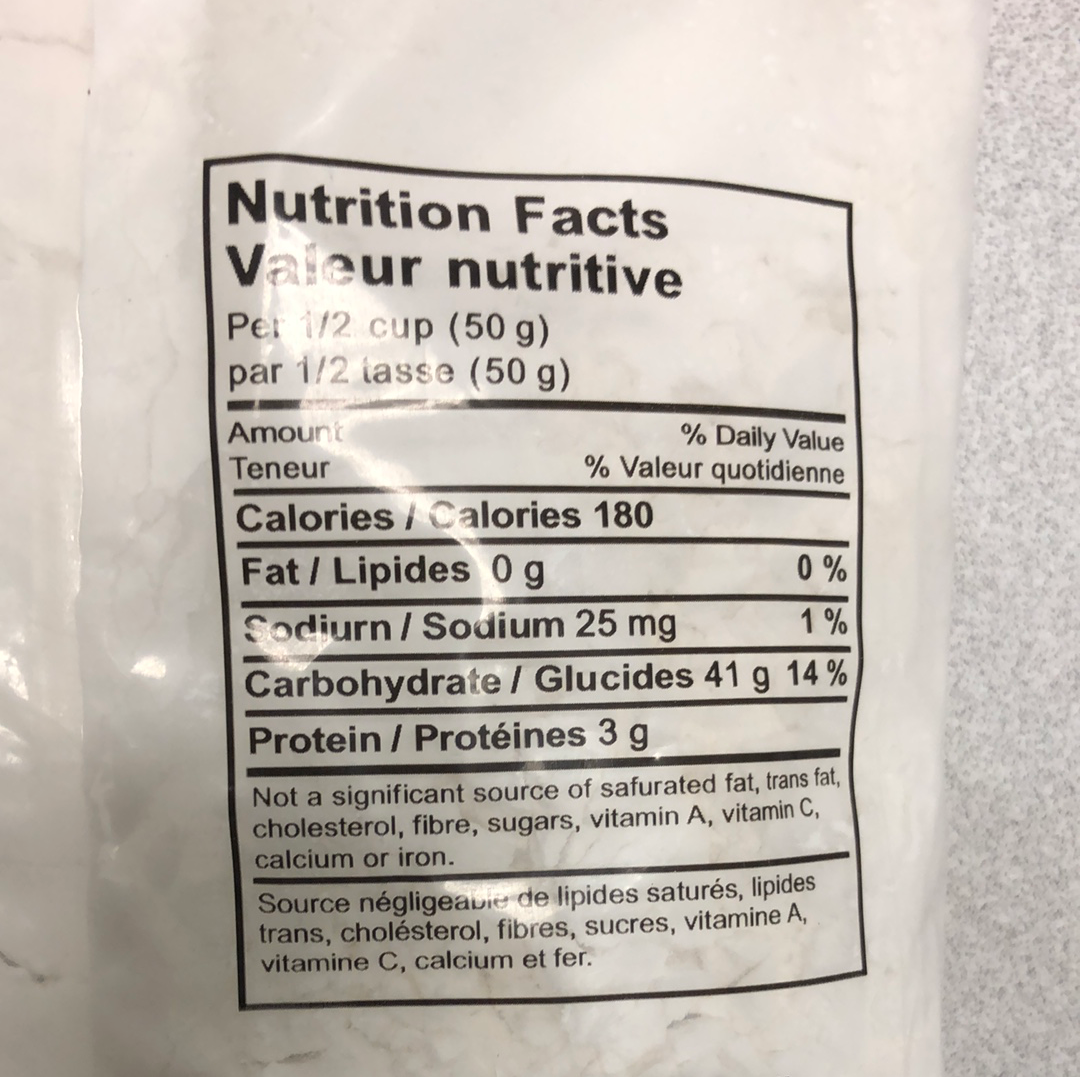 Nutrition Facts
Valeur nutritive
Per 1/2 cup (50 g)
par 1/2 tasse (50 g)
Amount % Daily Value
Teneur % Valeur quotidienne
Calories / Calories 180
Fat / Lipides 0 g 0 %
Sodiurn / Sodium 25 mg 1 %
Carbohydrate / Glucides 41 g 14 %
Protein / Protéines 3 g
Not a significant source of safurated fat, trans fat,
cholesterol, fibre, sugars, vitamin A, vitamin C,
calcium or iron.
Source négligeable de lipides saturés, lipides
trans, cholésterol, fibres, sucres, vitamine A,
vitamine C, calcium et fer.